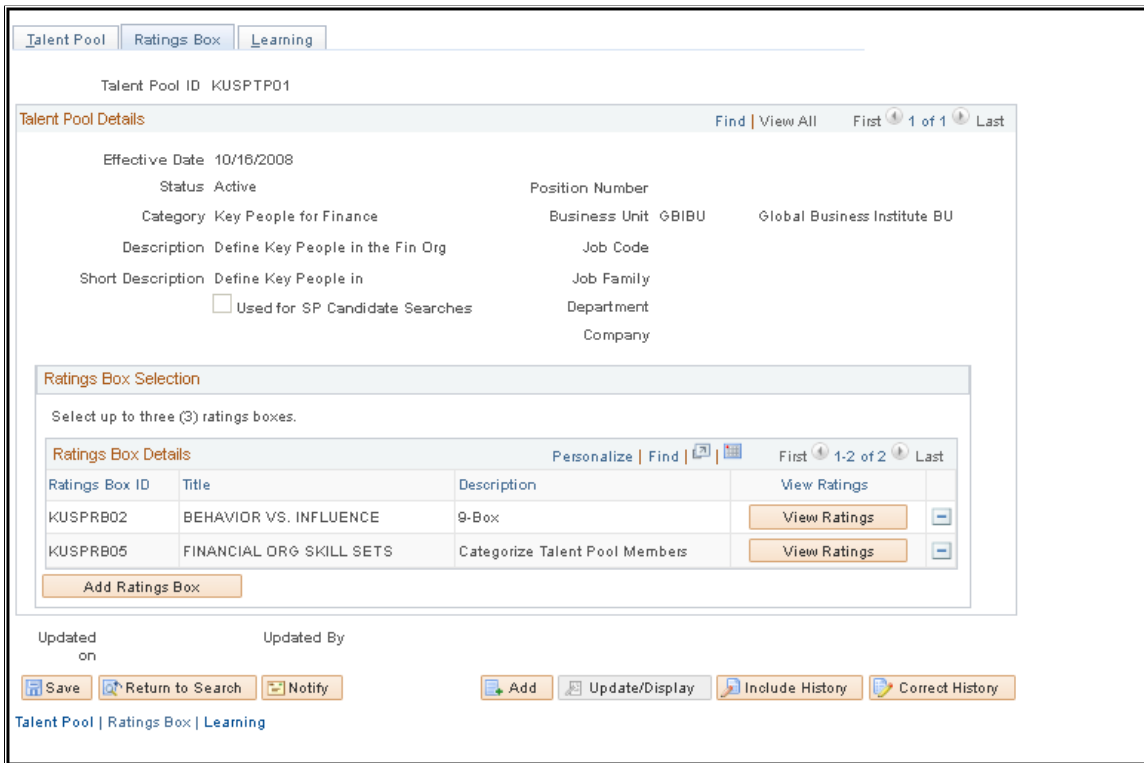 Talent Pool Ratings Box Learning
Talent Pool ID KUSPTP01
Talent Pool Details Find | View All First 1 of 1 Last
Effective Date 10/16/2008
Status Active Position Number
Category Key People for Finance Business Unit GBIBU Global Business Institute BU
Description Define Key People in the Fin Org Job Code
Short Description Define Key People in Job Family
Used for SP Candidate Searches Department
Company
Ratings Box Selection
Select up to three (3) ratings boxes.
Ratings Box Details Personalize | Find | | First 1-2 of 2 Last
Ratings Box ID Title Description View Ratings
KUSPRB02 BEHAVIOR VS. INFLUENCE 9-Box View Ratings
KUSPRB05 FINANCIAL ORG SKILL SETS Categorize Talent Pool Members View Ratings
Add Ratings Box
Updated on Updated By
Save Return to Search Notify Add Update/Display Include History Correct History
Talent Pool | Ratings Box | Learning